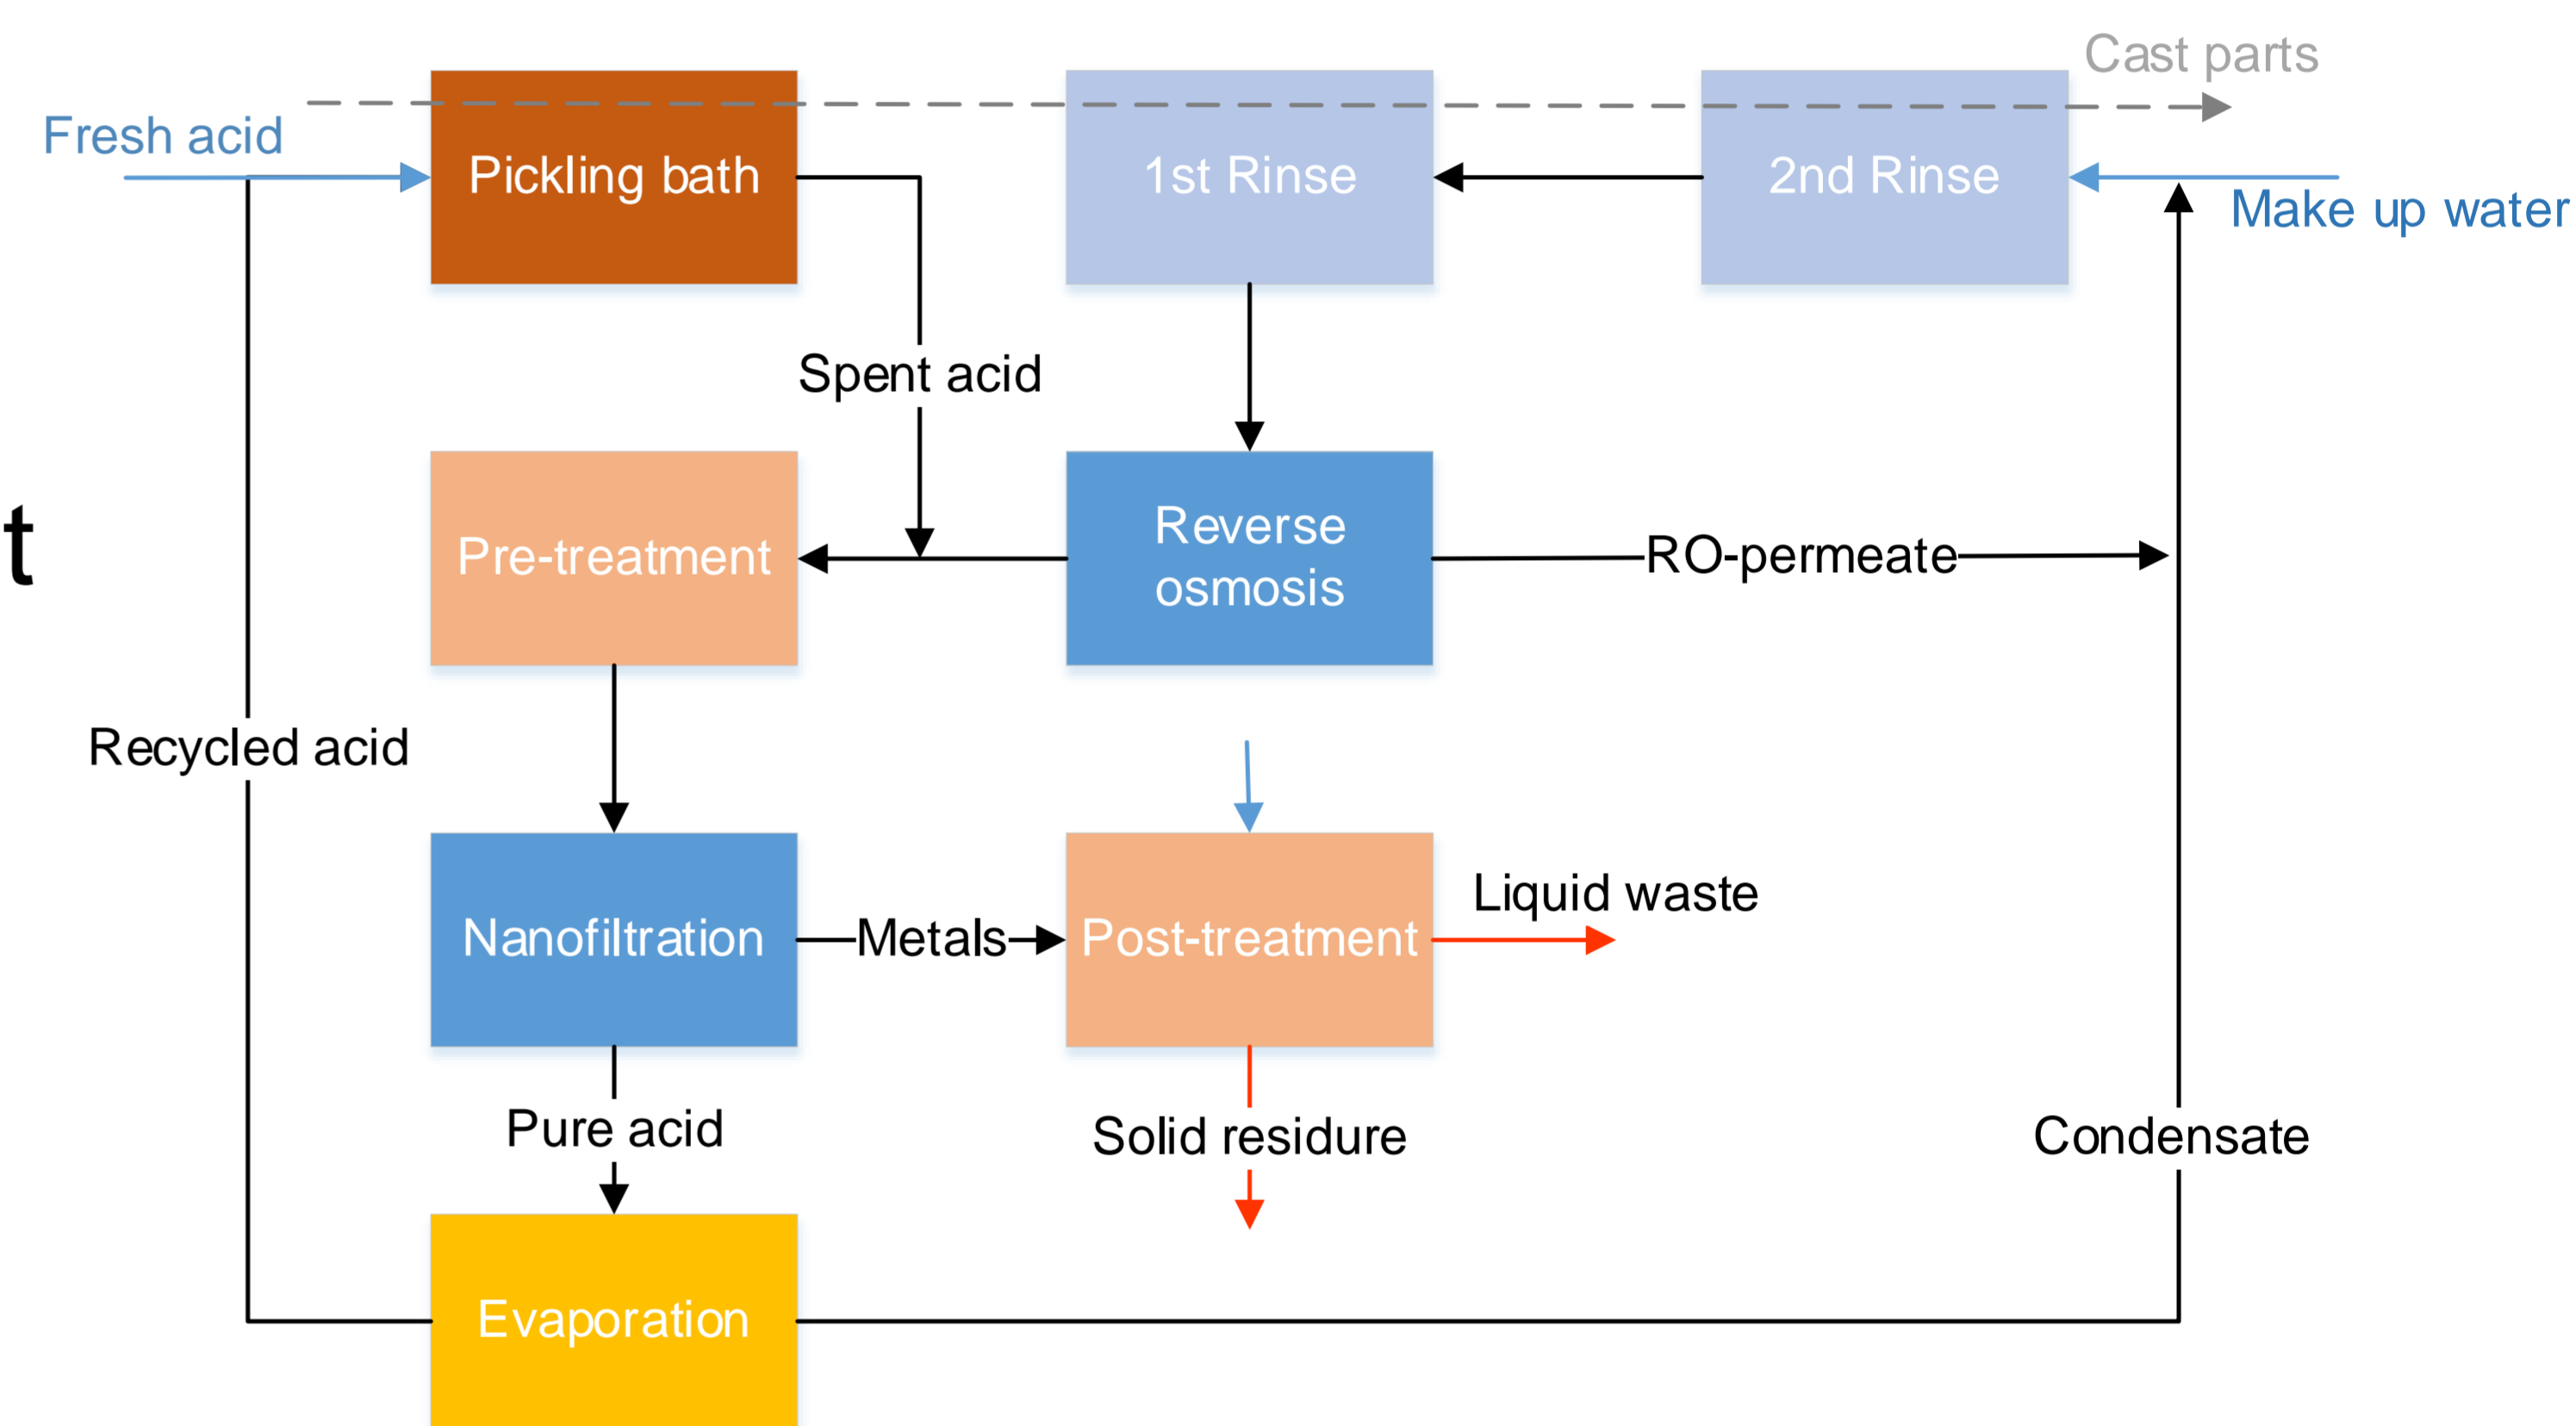 Cast parts
Fresh acid
Pickling bath
1st Rinse
2nd Rinse
Make up water
Spent acid
t
Pre-treatment
Reverse
osmosis
RO-permeate
Recycled acid
Nanofiltration
Metals
Post-treatment
Liquid waste
Pure acid
Solid residure
Condensate
Evaporation